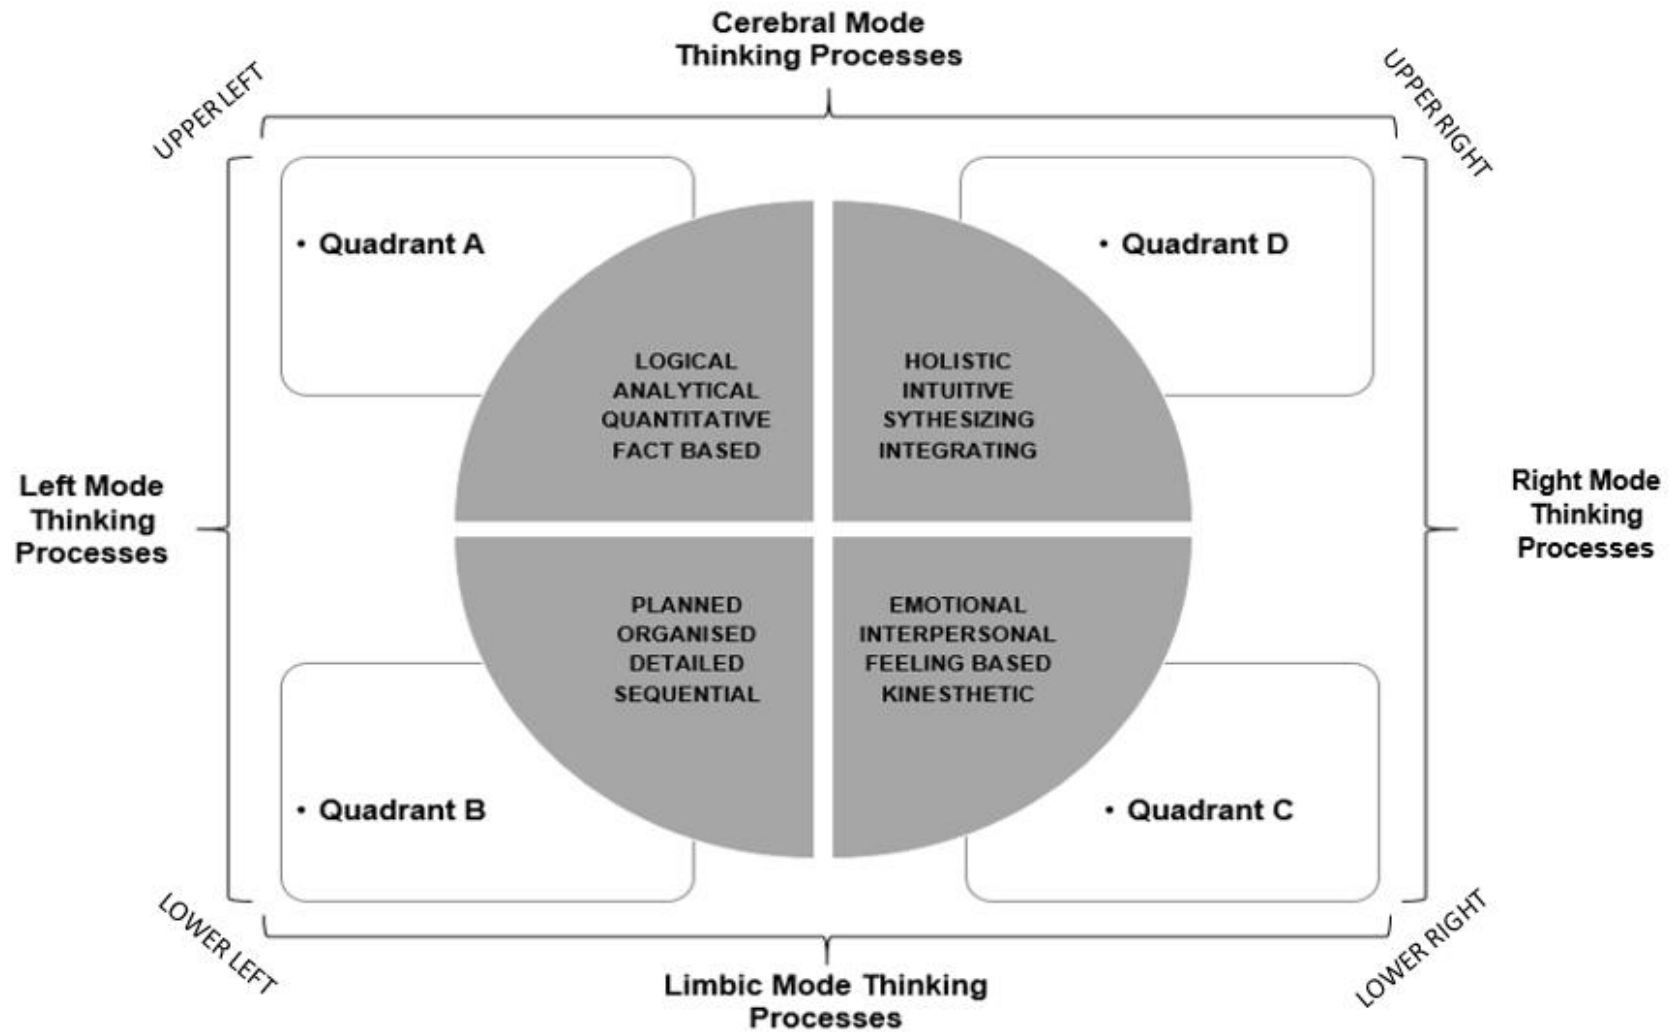 Cerebral Mode
Thinking Processes
UPPER LEFT
UPPER RIGHT
• Quadrant A
• Quadrant D
LOGICAL
ANALYTICAL
QUANTITATIVE
FACT BASED
HOLISTIC
INTUITIVE
SYTHESIZING
INTEGRATING
Left Mode
Thinking
Processes
Right Mode
Thinking
Processes
PLANNED
ORGANISED
DETAILED
SEQUENTIAL
EMOTIONAL
INTERPERSONAL
FEELING BASED
KINESTHETIC
• Quadrant B
• Quadrant C
LOWER LEFT
LOWER RIGHT
Limbic Mode Thinking
Processes